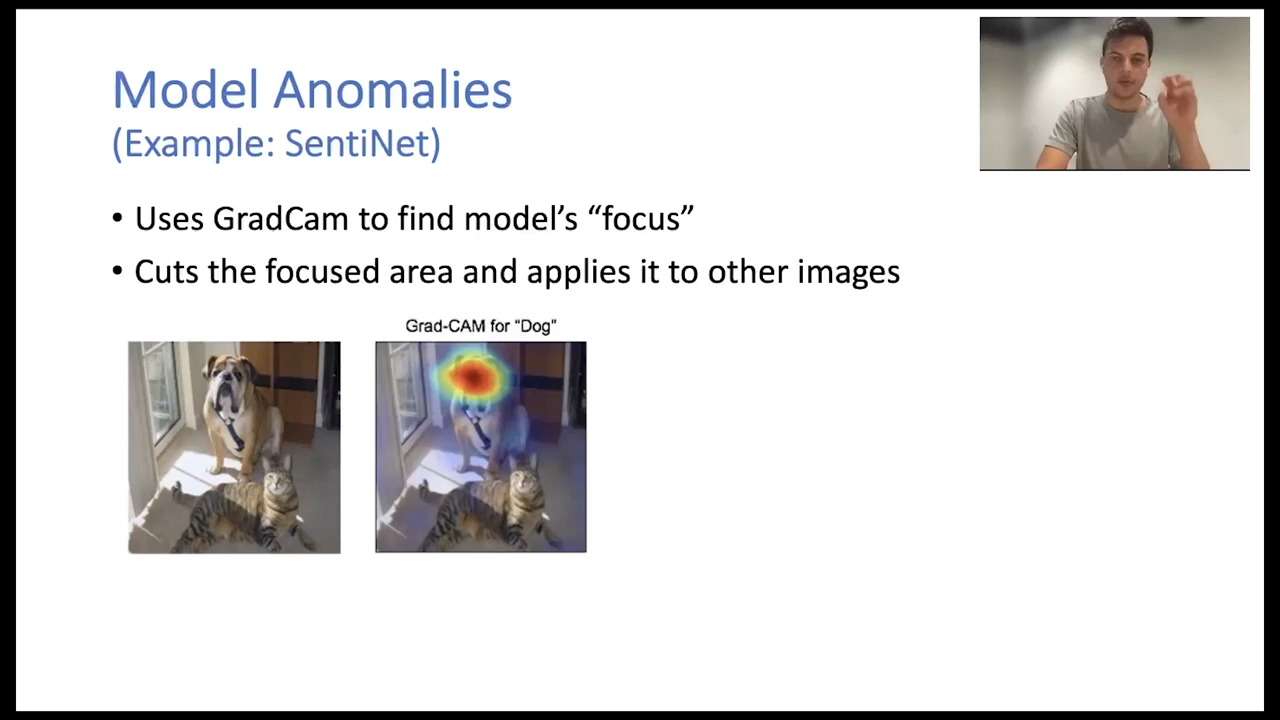 Model Anomalies
(Example: SentiNet)
• Uses GradCam to find model’s “focus”
• Cuts the focused area and applies it to other images
Grad-CAM for “Dog”